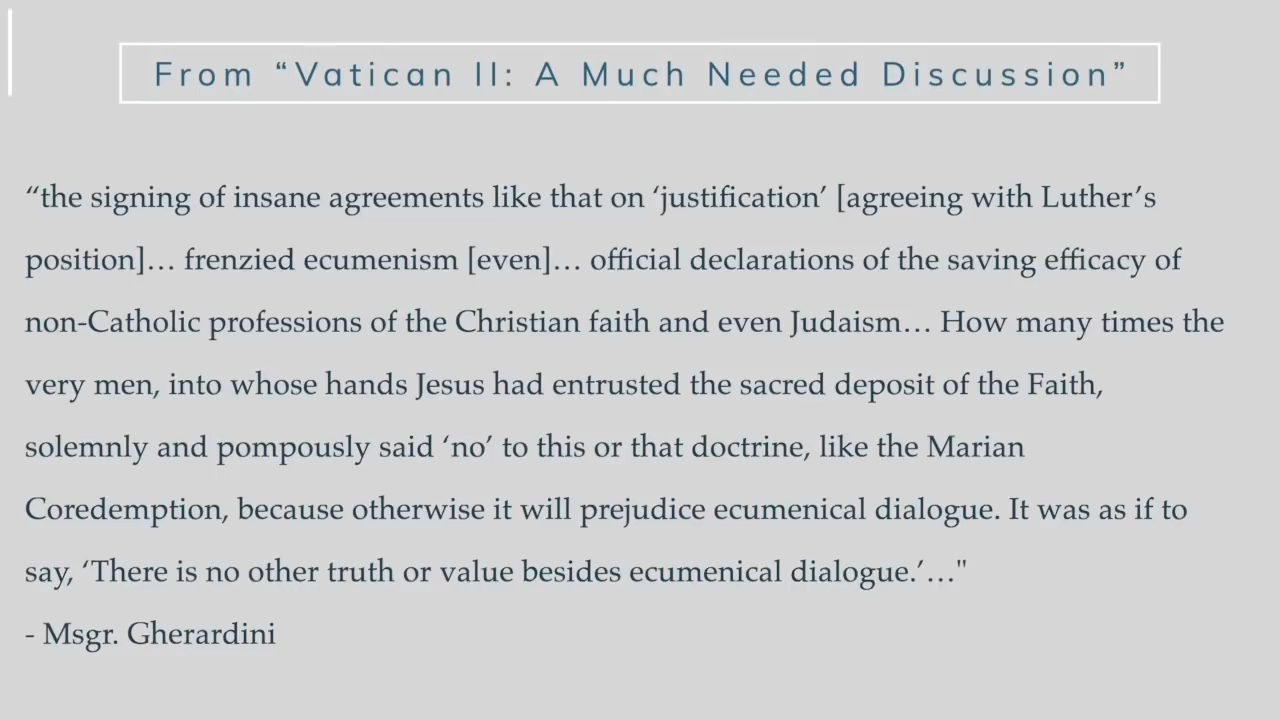 From “Vatican II: A Much Needed Discussion”
“the signing of insane agreements like that on ‘justification’ [agreeing with Luther’s
position]… frenzied ecumenism [even]… official declarations of the saving efficacy of
non-Catholic professions of the Christian faith and even Judaism… How many times the
very men, into whose hands Jesus had entrusted the sacred deposit of the Faith,
solemnly and pompously said ‘no’ to this or that doctrine, like the Marian
Coredemption, because otherwise it will prejudice ecumenical dialogue. It was as if to
say, ‘There is no other truth or value besides ecumenical dialogue.’…"
- Msgr. Gherardini